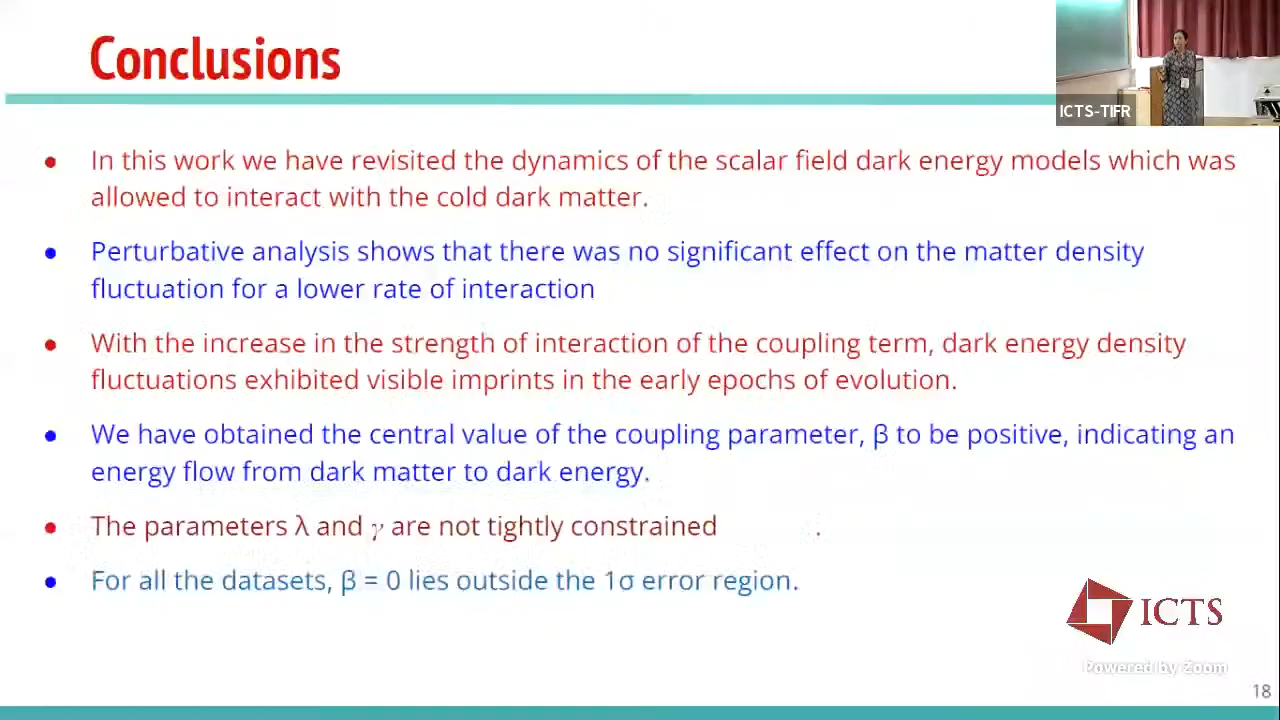 Conclusions
ICTS-TIFR
● In this work we have revisited the dynamics of the scalar field dark energy models which was
allowed to interact with the cold dark matter.
● Perturbative analysis shows that there was no significant effect on the matter density
fluctuation for a lower rate of interaction
● With the increase in the strength of interaction of the coupling term, dark energy density
fluctuations exhibited visible imprints in the early epochs of evolution.
● We have obtained the central value of the coupling parameter, β to be positive, indicating an
energy flow from dark matter to dark energy.
● The parameters λ and γ are not tightly constrained .
● For all the datasets, β = 0 lies outside the 1σ error region.
ICTS
Powered by Zoom
18